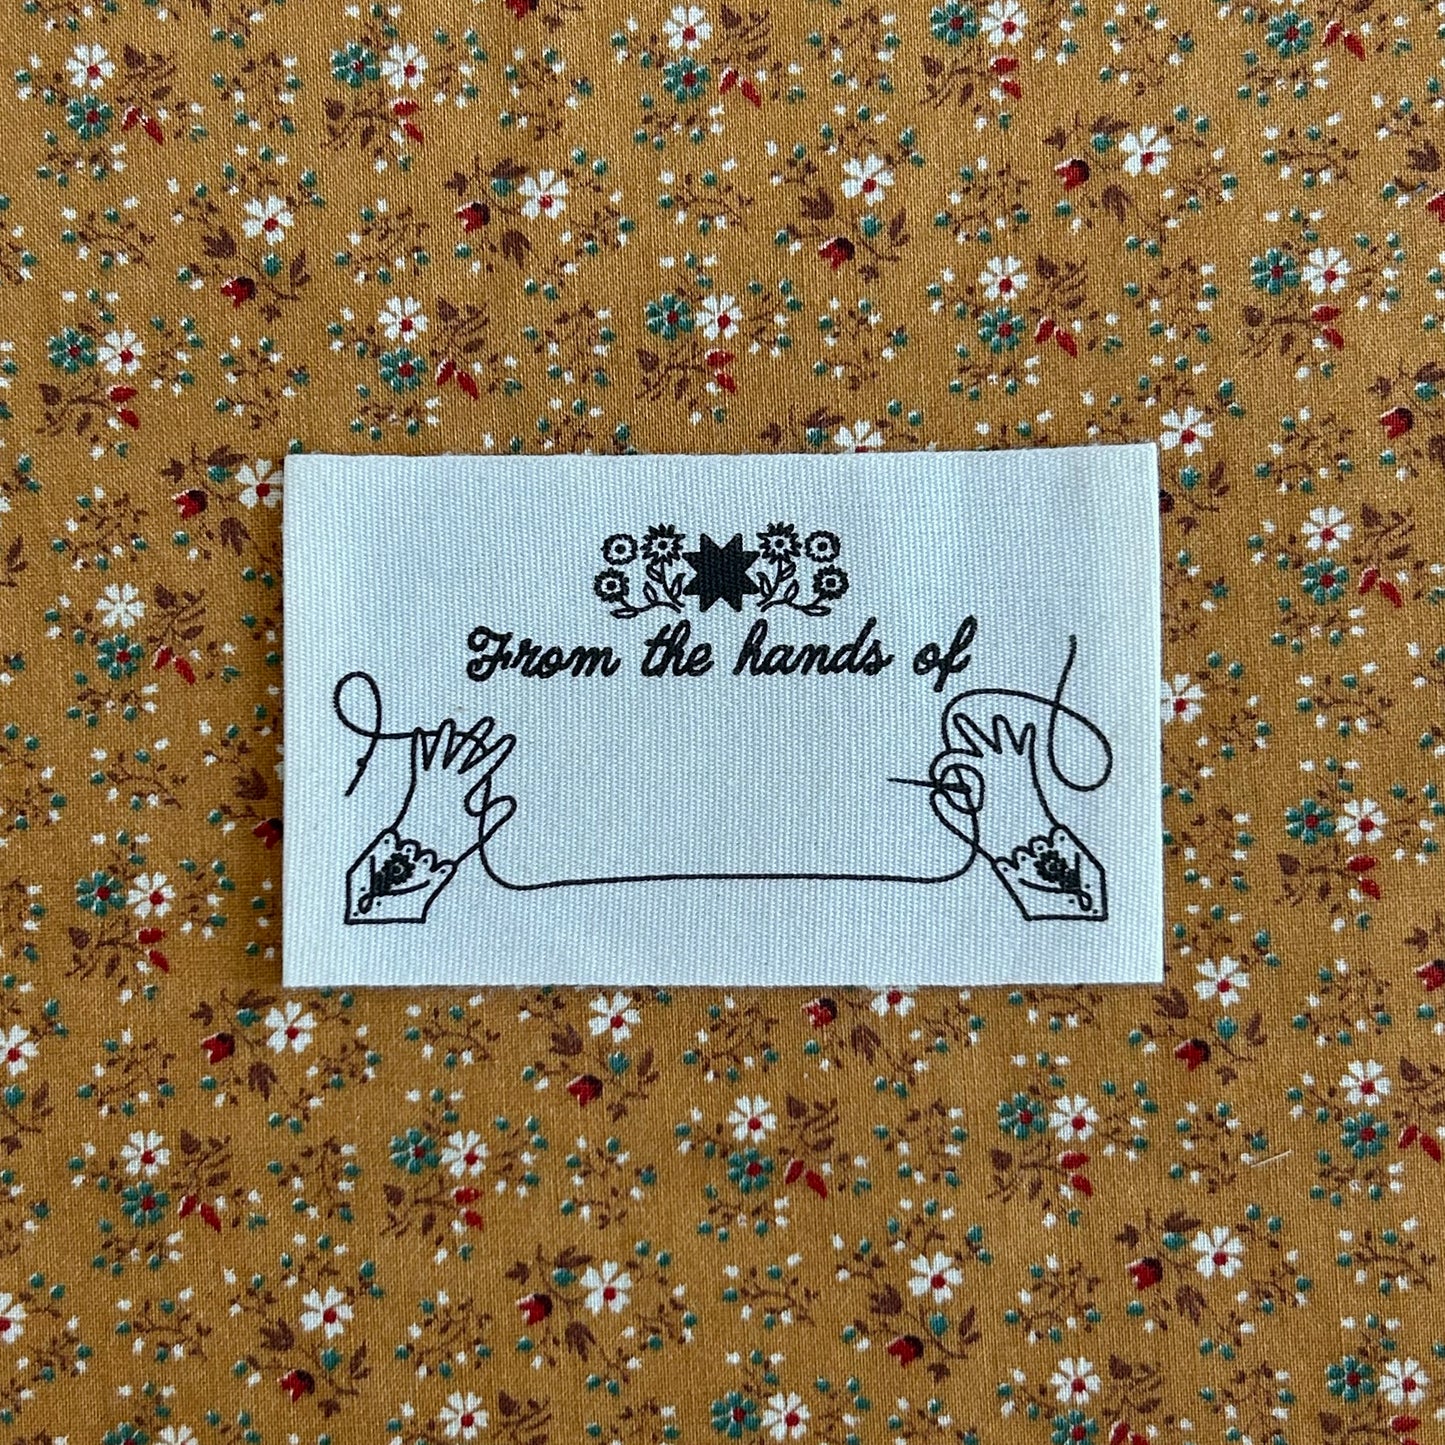 From the hands of